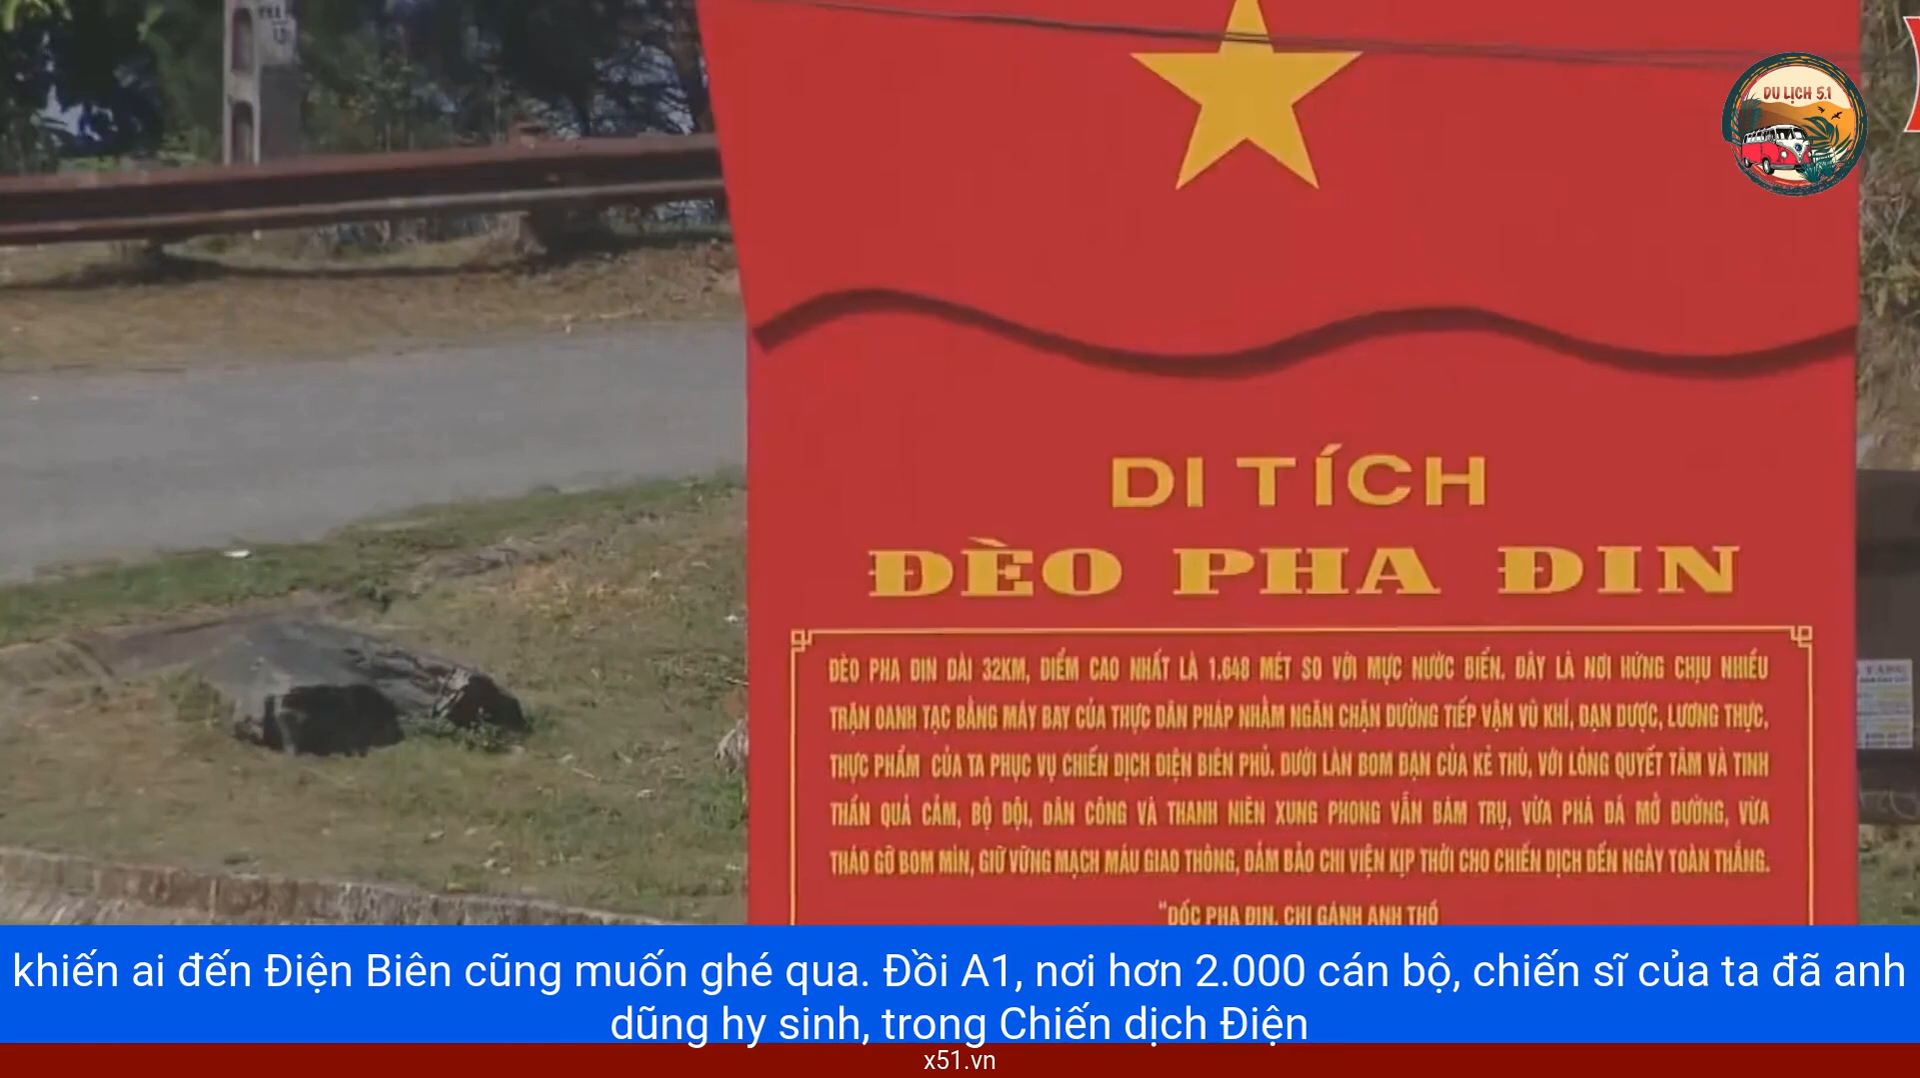 DU LỊCH 5.1
DI TÍCH
ĐÈO PHA ĐIN
ĐÈO PHA ĐIN DÀI 32KM, ĐIỂM CAO NHẤT LÀ 1.648 MÉT SO VỚI MỰC NƯỚC BIỂN. ĐÂY LÀ NƠI HỨNG CHỊU NHIỀU
TRẬN OANH TẠC BẰNG MÁY BAY CỦA THỰC DÂN PHÁP NHẰM NGĂN CHẶN ĐƯỜNG TIẾP VẬN VŨ KHÍ, ĐẠN DƯỢC, LƯƠNG THỰC,
THỰC PHẨM CỦA TA PHỤC VỤ CHIẾN DỊCH ĐIỆN BIÊN PHỦ. DƯỚI LÀN BOM ĐẠN CỦA KẺ THÙ, VỚI LÒNG QUYẾT TÂM VÀ TINH
THẦN QUẢ CẢM, BỘ ĐỘI, DÂN CÔNG VÀ THANH NIÊN XUNG PHONG VẪN BÁM TRỤ, VỪA PHÁ ĐÁ MỞ ĐƯỜNG, VỪA
THÁO GỠ BOM MÌN, GIỮ VỮNG MẠCH MÁU GIAO THÔNG, ĐẢM BẢO CHI VIỆN KỊP THỜI CHO CHIẾN DỊCH ĐẾN NGÀY TOÀN THẮNG.
"DỐC PHA ĐIN, CHỊ GÁNH ANH THỒ
khiến ai đến Điện Biên cũng muốn ghé qua. Đồi A1, nơi hơn 2.000 cán bộ, chiến sĩ của ta đã anh
dũng hy sinh, trong Chiến dịch Điện
x51.vn